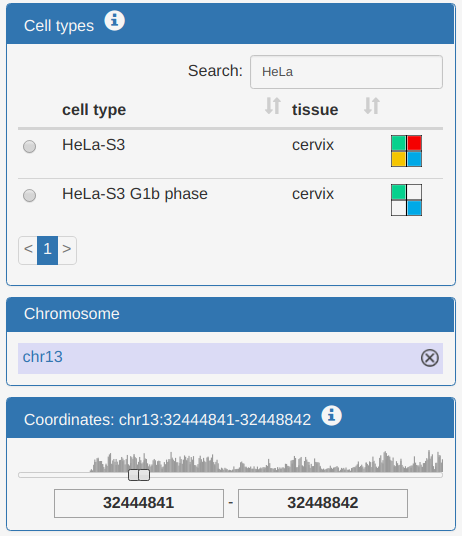 Cell types
Search: HeLa
cell type tissue
HeLa-S3 cervix
HeLa-S3 G1b phase cervix
< 1 >
Chromosome
chr13
Coordinates: chr13:32444841-32448842
32444841 - 32448842